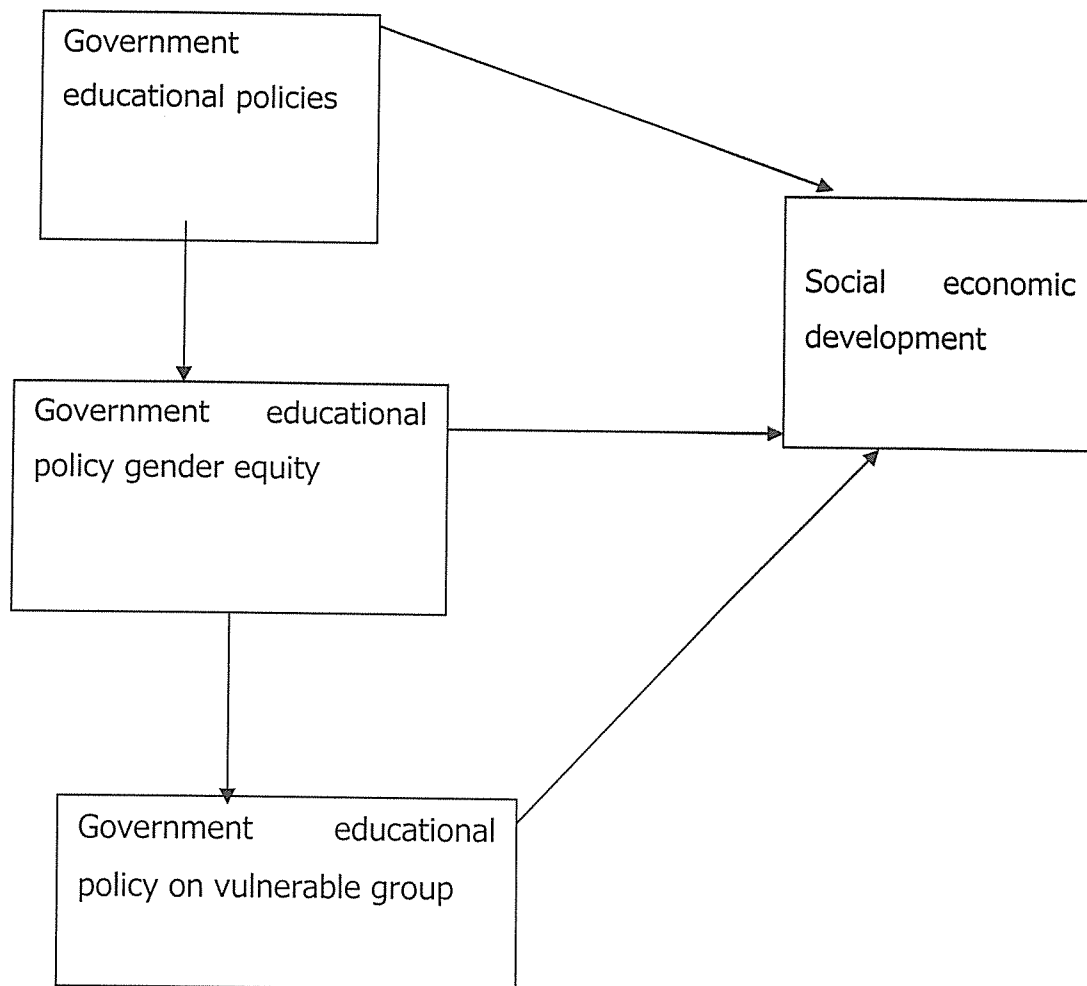 Government
educational policies
Social economic
development
Government educational
policy gender equity
Government educational
policy on vulnerable group